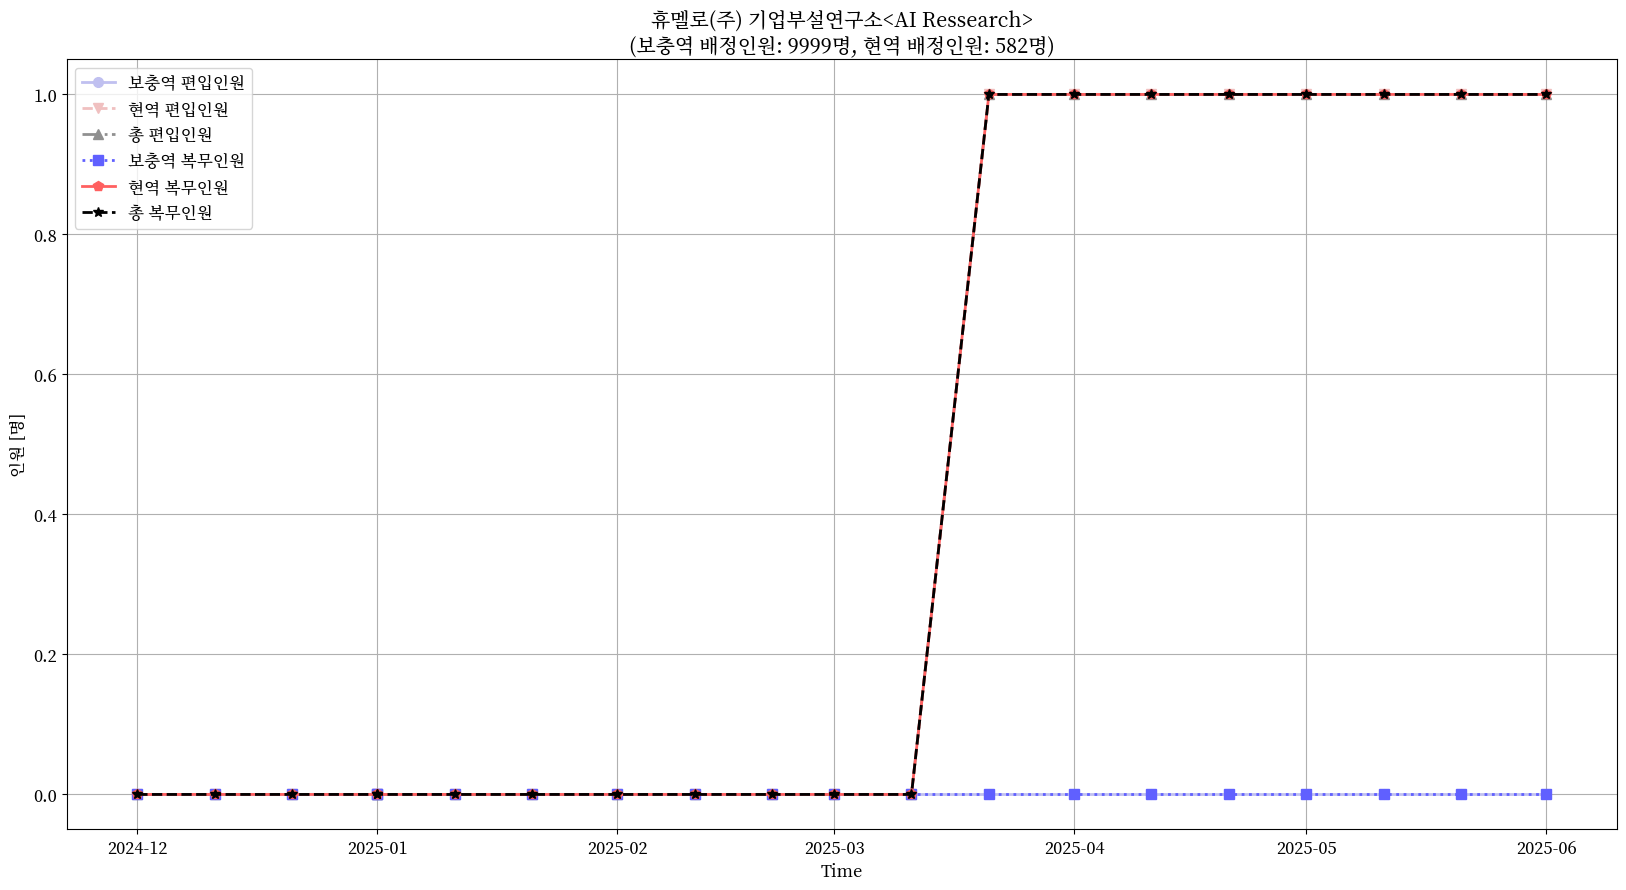 휴멜로(주) 기업부설연구소<AI Ressearch>
(보충역 배정인원: 9999명, 현역 배정인원: 582명)
보충역 편입인원
현역 편입인원
총 편입인원
보충역 복무인원
현역 복무인원
총 복무인원
1.0
0.8
0.6
0.4
0.2
0.0
인원 [명]
2024-12
2025-01
2025-02
2025-03
2025-04
2025-05
2025-06
Time